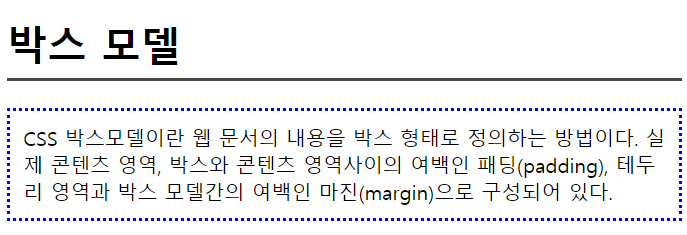 박스 모델
CSS 박스모델이란 웹 문서의 내용을 박스 형태로 정의하는 방법이다. 실
제 콘텐츠 영역, 박스와 콘텐츠 영역사이의 여백인 패딩(padding), 테두
리 영역과 박스 모델간의 여백인 마진(margin)으로 구성되어 있다.